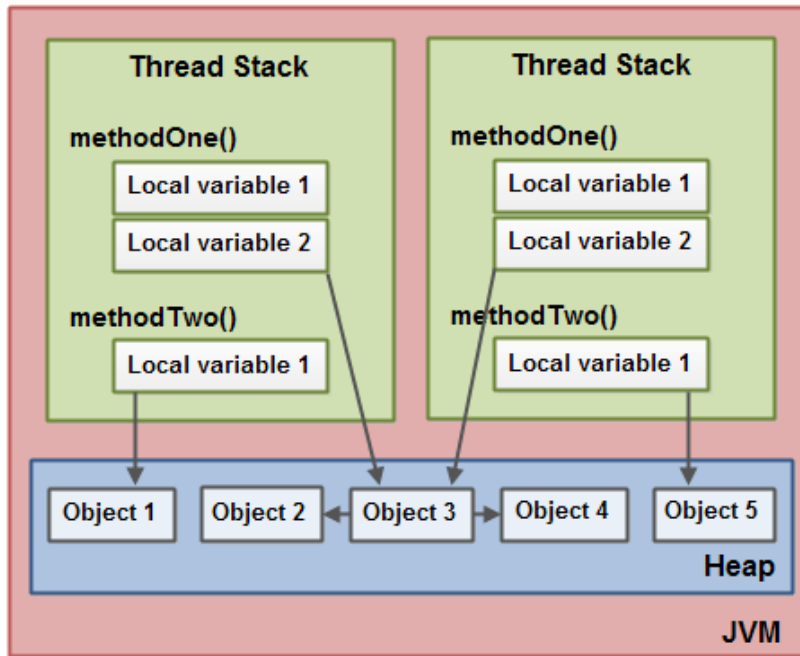 Thread Stack
methodOne()
Local variable 1
Local variable 2
methodTwo()
Local variable 1
Thread Stack
methodOne()
Local variable 1
Local variable 2
methodTwo()
Local variable 1
Object 1
Object 2
Object 3
Object 4
Object 5
Heap
JVM